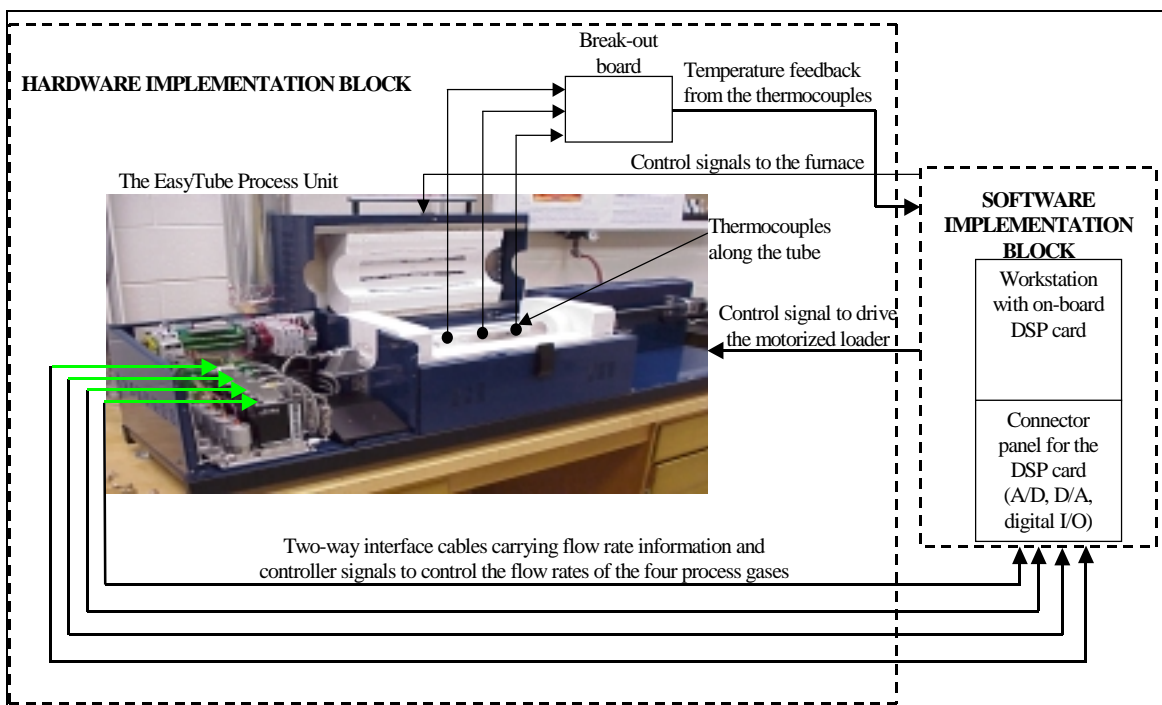 Break-out
board
HARDWARE IMPLEMENTATION BLOCK
Temperature feedback
from the thermocouples
Control signals to the furnace
The EasyTube Process Unit
Thermocouples
along the tube
Control signal to drive
the motorized loader
SOFTWARE
IMPLEMENTATION
BLOCK
Workstation
with on-board
DSP card
Connector
panel for the
DSP card
(A/D, D/A,
digital I/O)
Two-way interface cables carrying flow rate information and
controller signals to control the flow rates of the four process gases